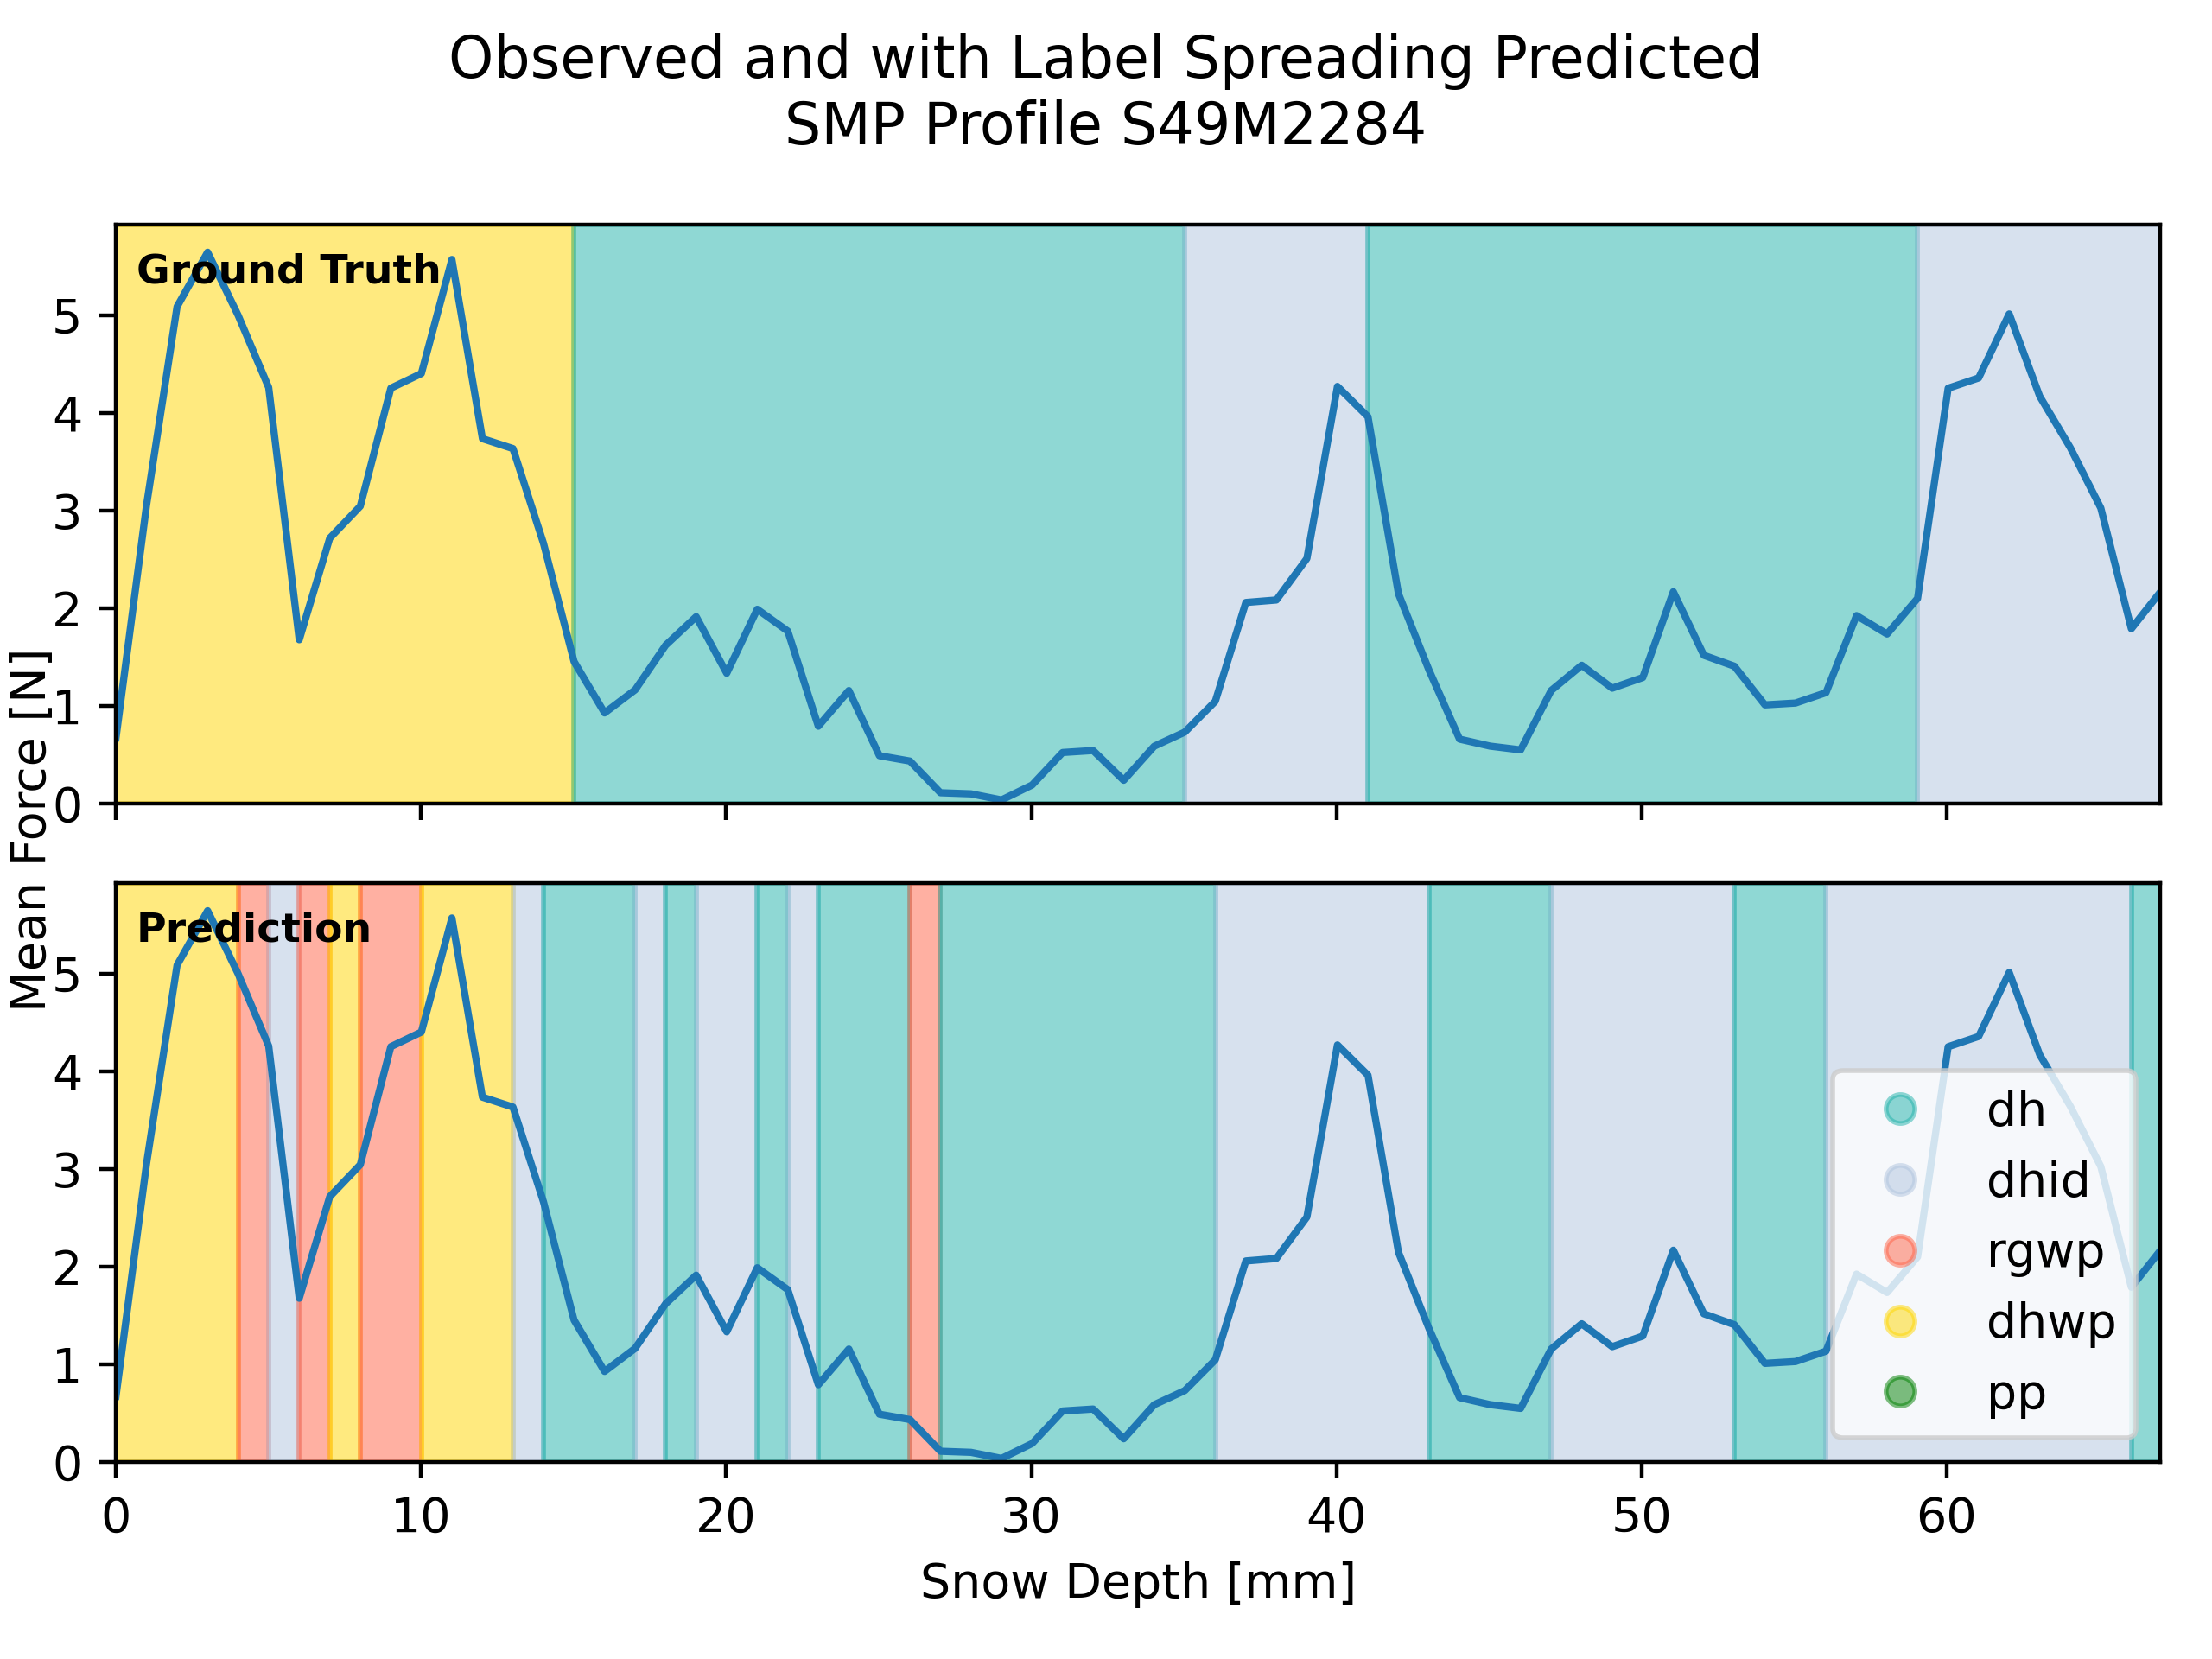 Observed and with Label Spreading Predicted
SMP Profile S49M2284
Mean Force [N]
Ground Truth
5
4
3
2
1
0
Prediction
5
4
3
2
1
0
dh
dhid
rgwp
dhwp
pp
0 10 20 30 40 50 60
Snow Depth [mm]